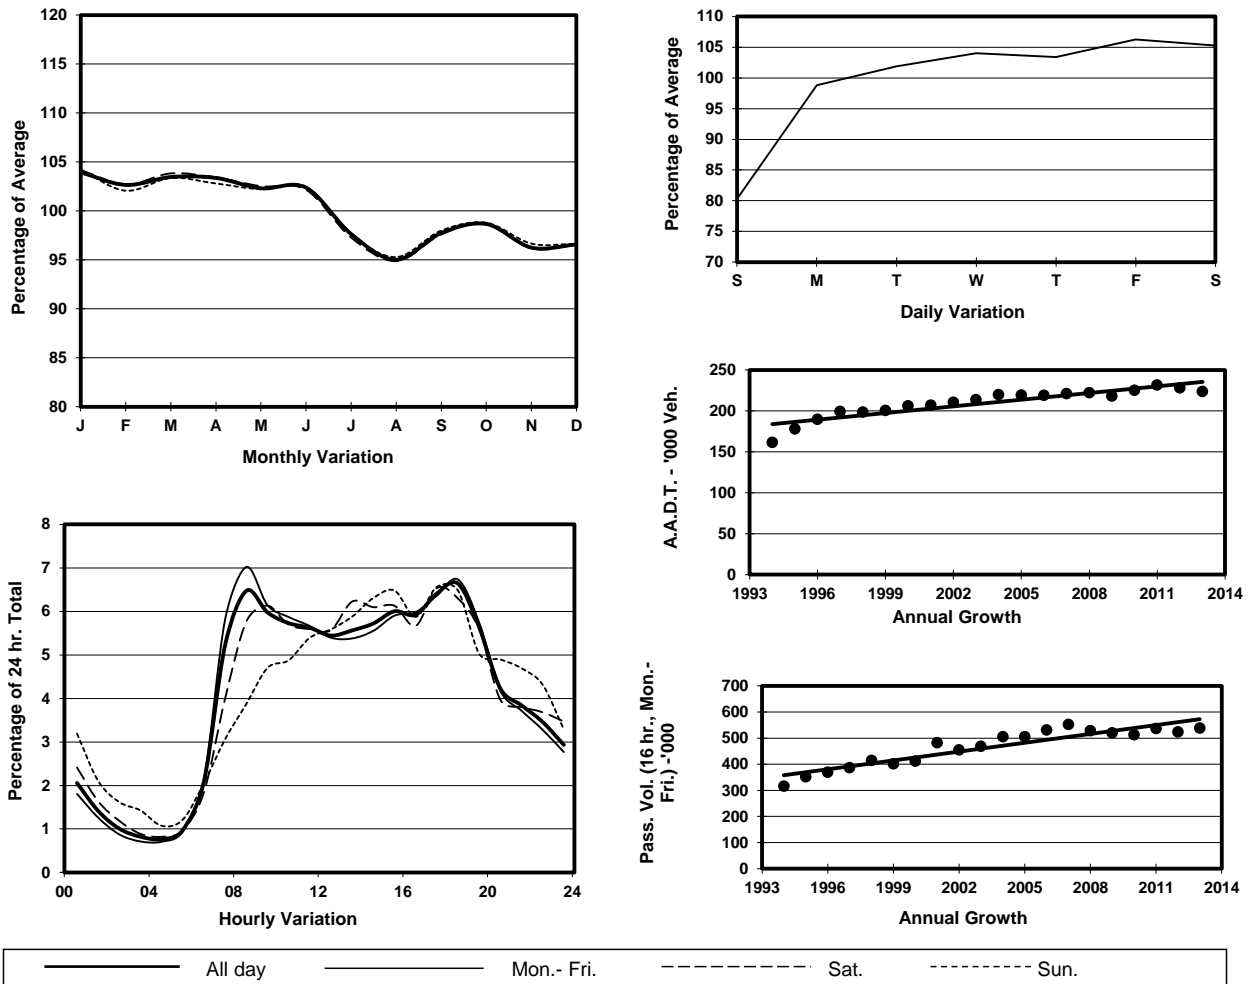 120
115
110
105
100
95
90
85
80
Percentage of Average
J F M A M J J A S O N D
Monthly Variation
110
105
100
95
90
85
80
75
70
Percentage of Average
S M T W T F S
Daily Variation
250
200
150
100
50
0
A.A.D.T. - '000 Veh.
1993 1996 1999 2002 2005 2008 2011 2014
Annual Growth
8
7
6
5
4
3
2
1
0
Percentage of 24 hr. Total
00 04 08 12 16 20 24
Hourly Variation
700
600
500
400
300
200
100
0
Pass. Vol. (16 hr., Mon.-
Fri.) -'000
1993 1996 1999 2002 2005 2008 2011 2014
Annual Growth
All day Mon.- Fri. Sat. Sun.